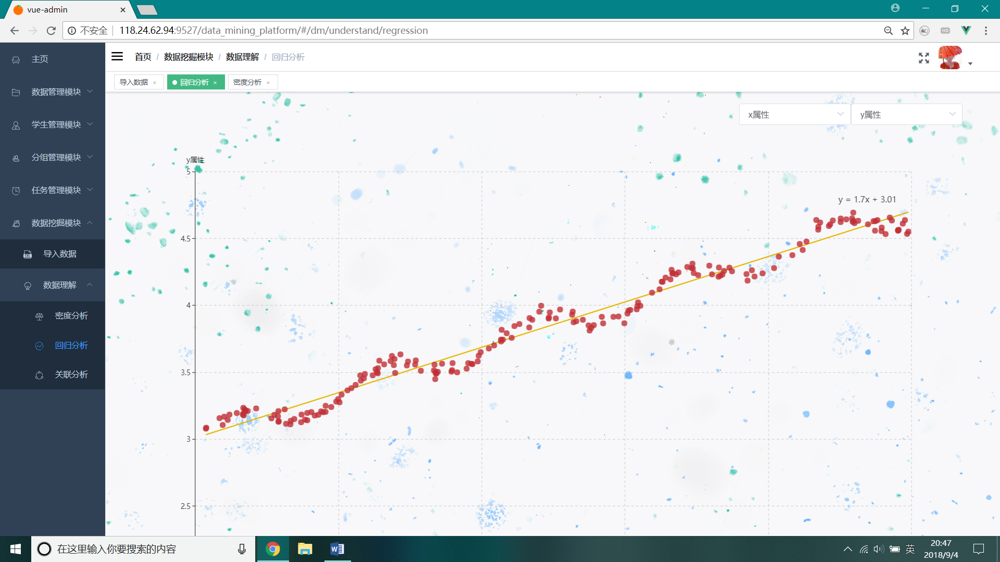 vue-admin
不安全
118.24.62.94:9527/data_mining_platform/#/dm/understand/regression
HD
主页
数据管理模块
学生管理模块
分组管理模块
任务管理模块
数据挖掘模块
导入数据
数据理解
密度分析
回归分析
关联分析
首页 / 数据挖掘模块 / 数据理解 / 回归分析
导入数据 ×
回归分析 ×
密度分析 ×
x属性
y属性
y属性
5
4.5
4
3.5
3
2.5
y = 1.7x + 3.01
在这里输入你要搜索的内容
英
20:47
2018/9/4